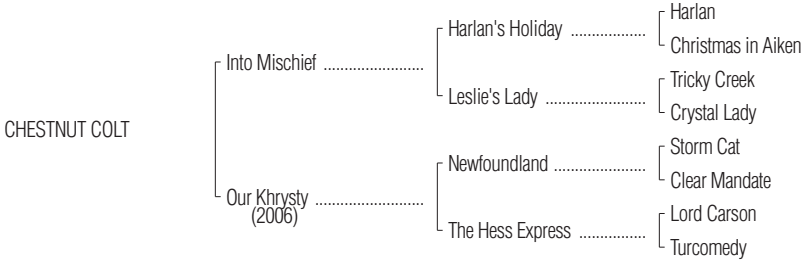 Harlan
Harlan's Holiday ....................
Christmas in Aiken
Into Mischief ...........................
Tricky Creek
Leslie's Lady ...........................
Crystal Lady
CHESTNUT COLT
Storm Cat
Newfoundland .........................
Clear Mandate
Our Khrysty .............................
(2006)
Lord Carson
The Hess Express ..................
Turcomedy